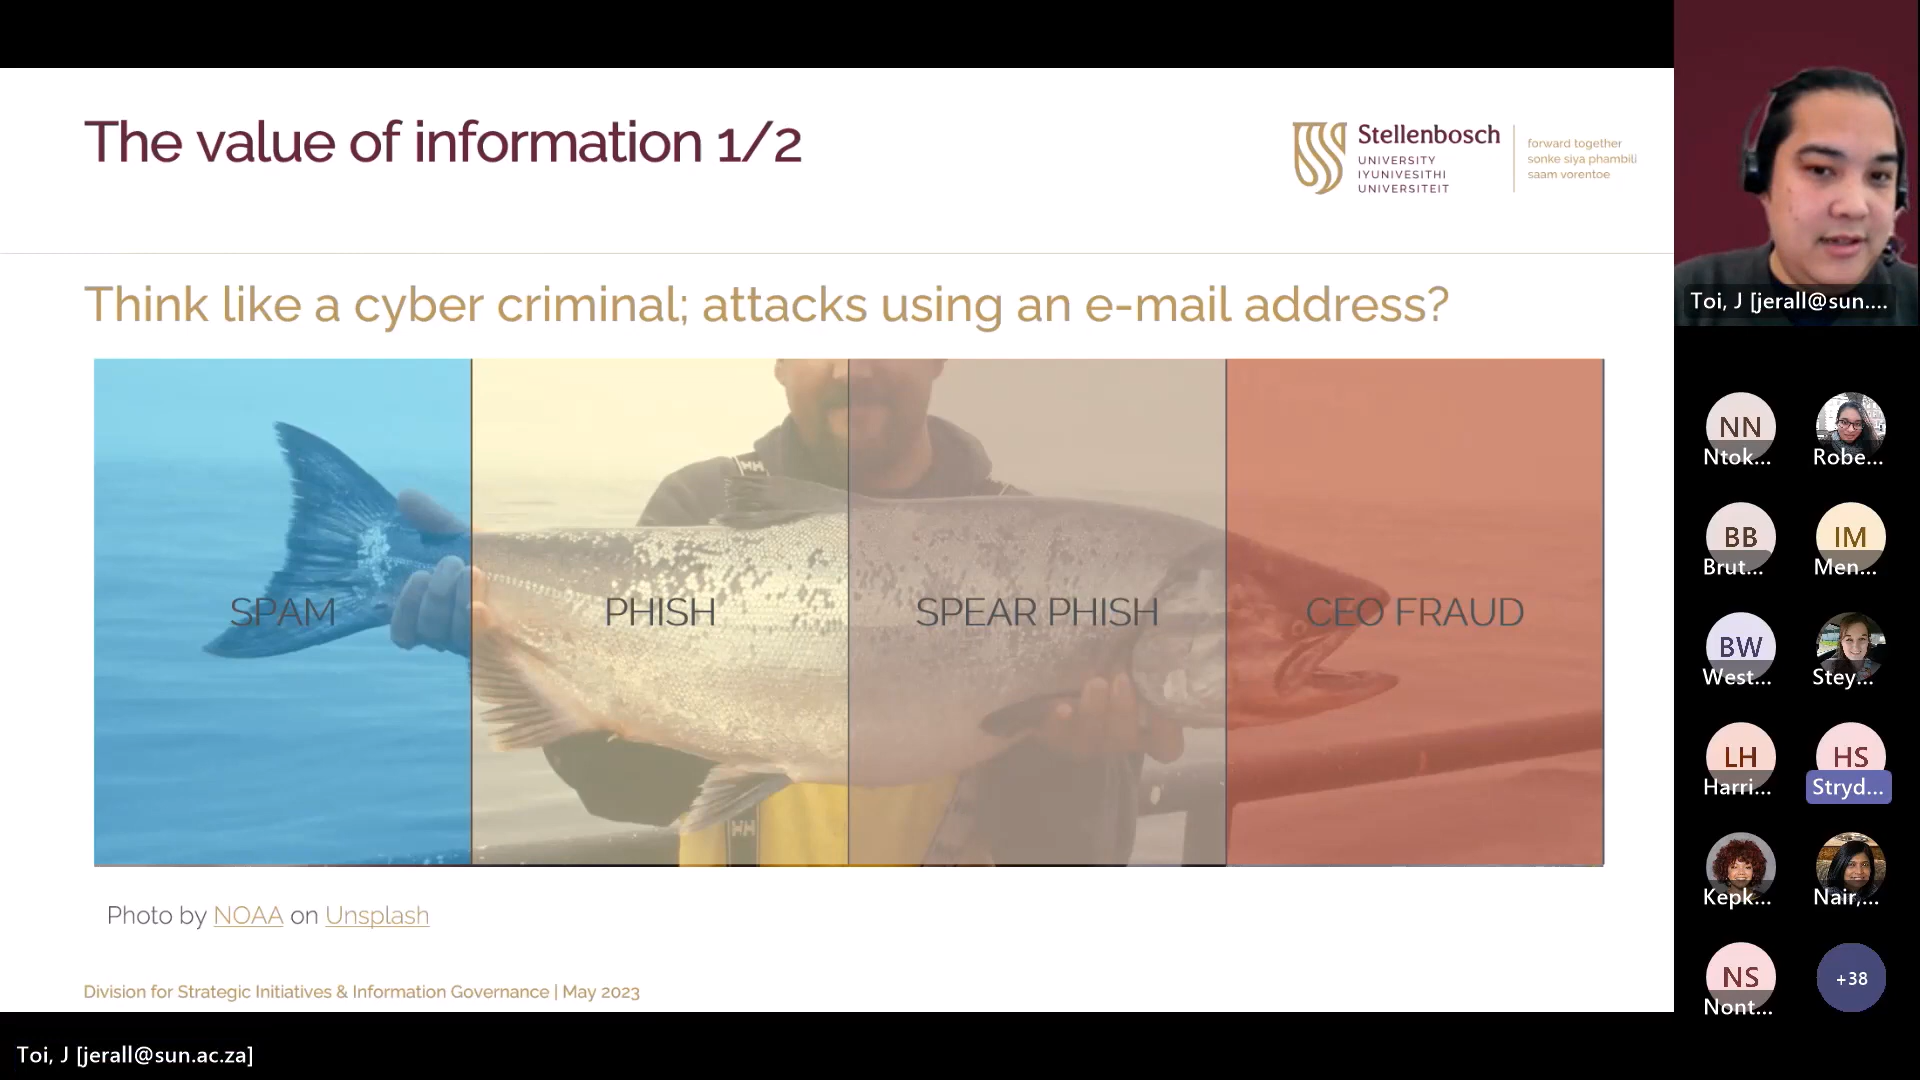 The value of information 1/2
Stellenbosch
UNIVERSITY
IYUNIVESITHI
UNIVERSITEIT
forward together
sonke siya phambili
saam vorentoe
Think like a cyber criminal; attacks using an e-mail address?
HH
SPAM
PHISH
SPEAR PHISH
CEO FRAUD
HH
Photo by NOAA on Unsplash
Division for Strategic Initiatives & Information Governance | May 2023
Toi, J [jerall@sun.ac.za]
Toi, J [jerall@sun....
NN
Ntok...
Robe...
BB
Brut...
IM
Men...
BW
West...
Stey...
LH
Harri...
HS
Stryd...
Kepk...
Nair,...
NS
Nont...
+38